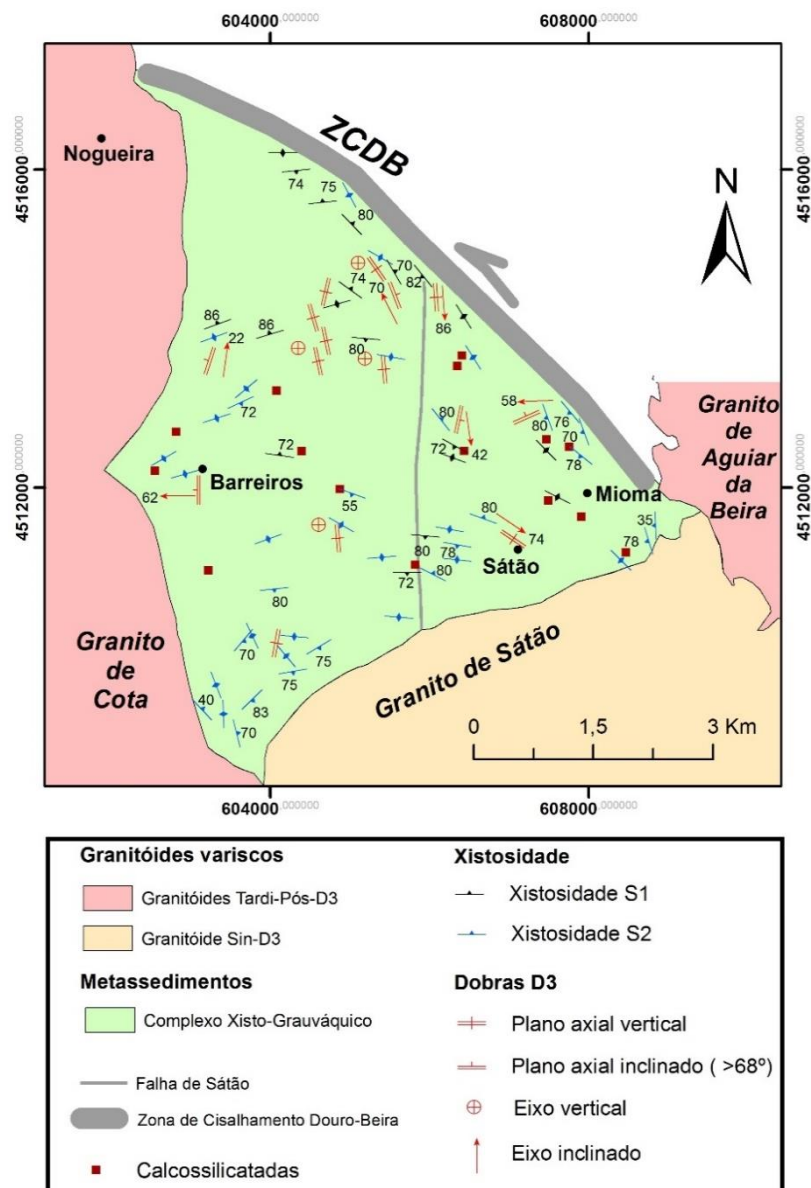 604000,000000 608000,000000
4516000,000000 4516000,000000
4512000,000000 4512000,000000
ZCDB
Nogueira
N
74 75
80
70
74 82
70
86
86 86
22
80
58
72
80 80 76
72 72 70
42 78
Barreiros
62
55
Mioma
80
74
35
80 78
Sátão
78
72 80
80
Granito
de
Aguiar
da
Beira
70 75
75
40
83
70
Granito
de
Cota
Granito de Sátão
0 1,5 3 Km
604000,000000 608000,000000
Granitóides variscos
Granitóides Tardi-Pós-D3
Granitóide Sin-D3
Metassedimentos
Complexo Xisto-Grauváquico
Falha de Sátão
Zona de Cisalhamento Douro-Beira
Calcossilicatadas
Xistosidade
Xistosidade S1
Xistosidade S2
Dobras D3
Plano axial vertical
Plano axial inclinado ( >68º)
Eixo vertical
Eixo inclinado